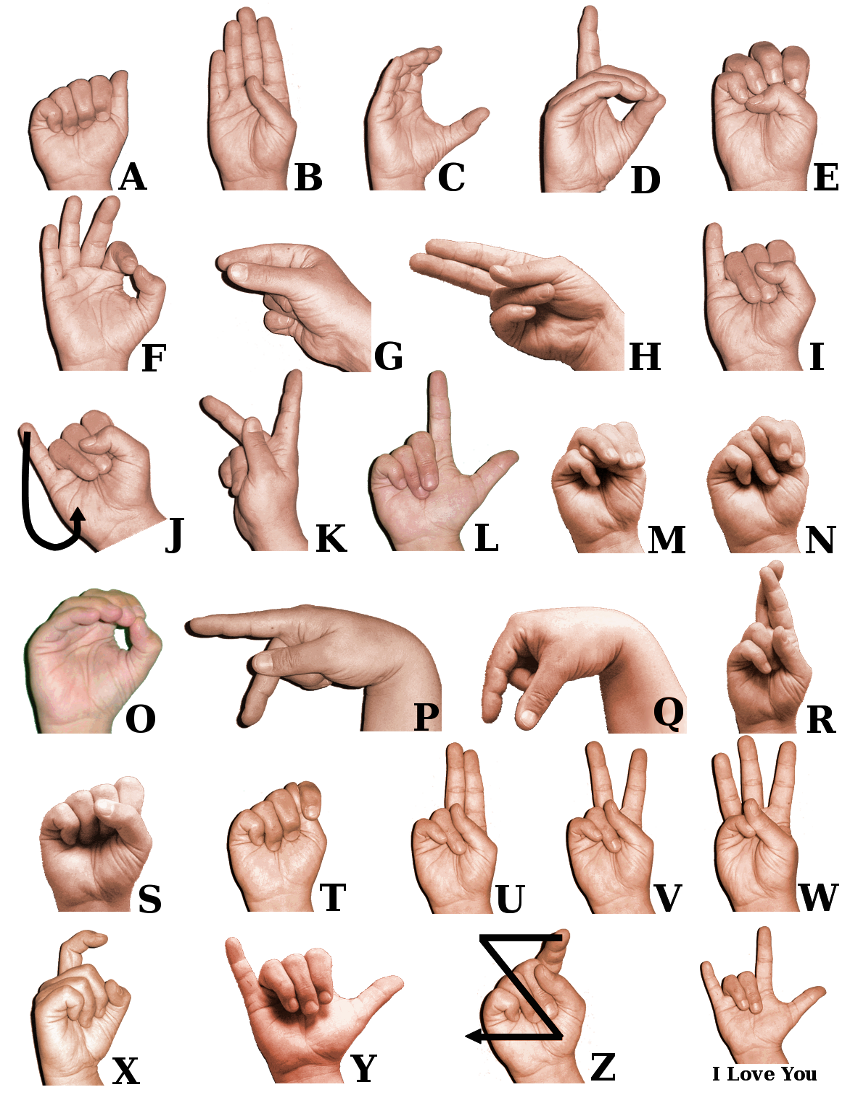 A B C D E
F G H I
J K L M N
O P Q R
S T U V W
X Y Z I Love You